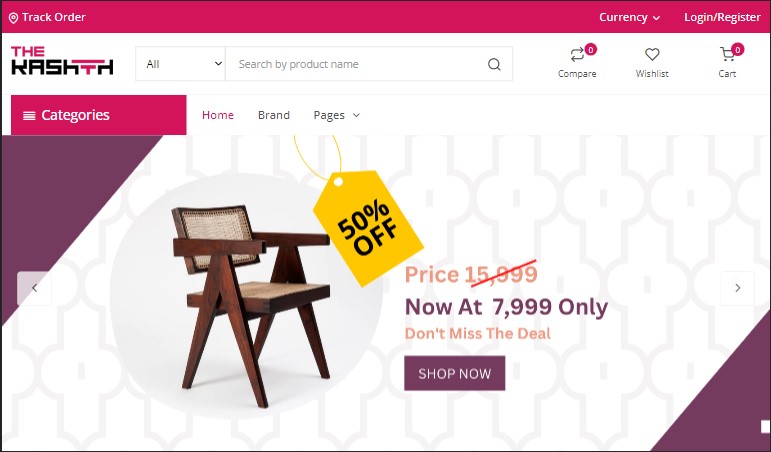 Track Order
Currency
Login/Register
THE
KASHTH
All
Search by product name
0
Compare
Wishlist
0
Cart
Categories
Home
Brand
Pages
50%
OFF
Price 15,999
Now At 7,999 Only
Don't Miss The Deal
SHOP NOW